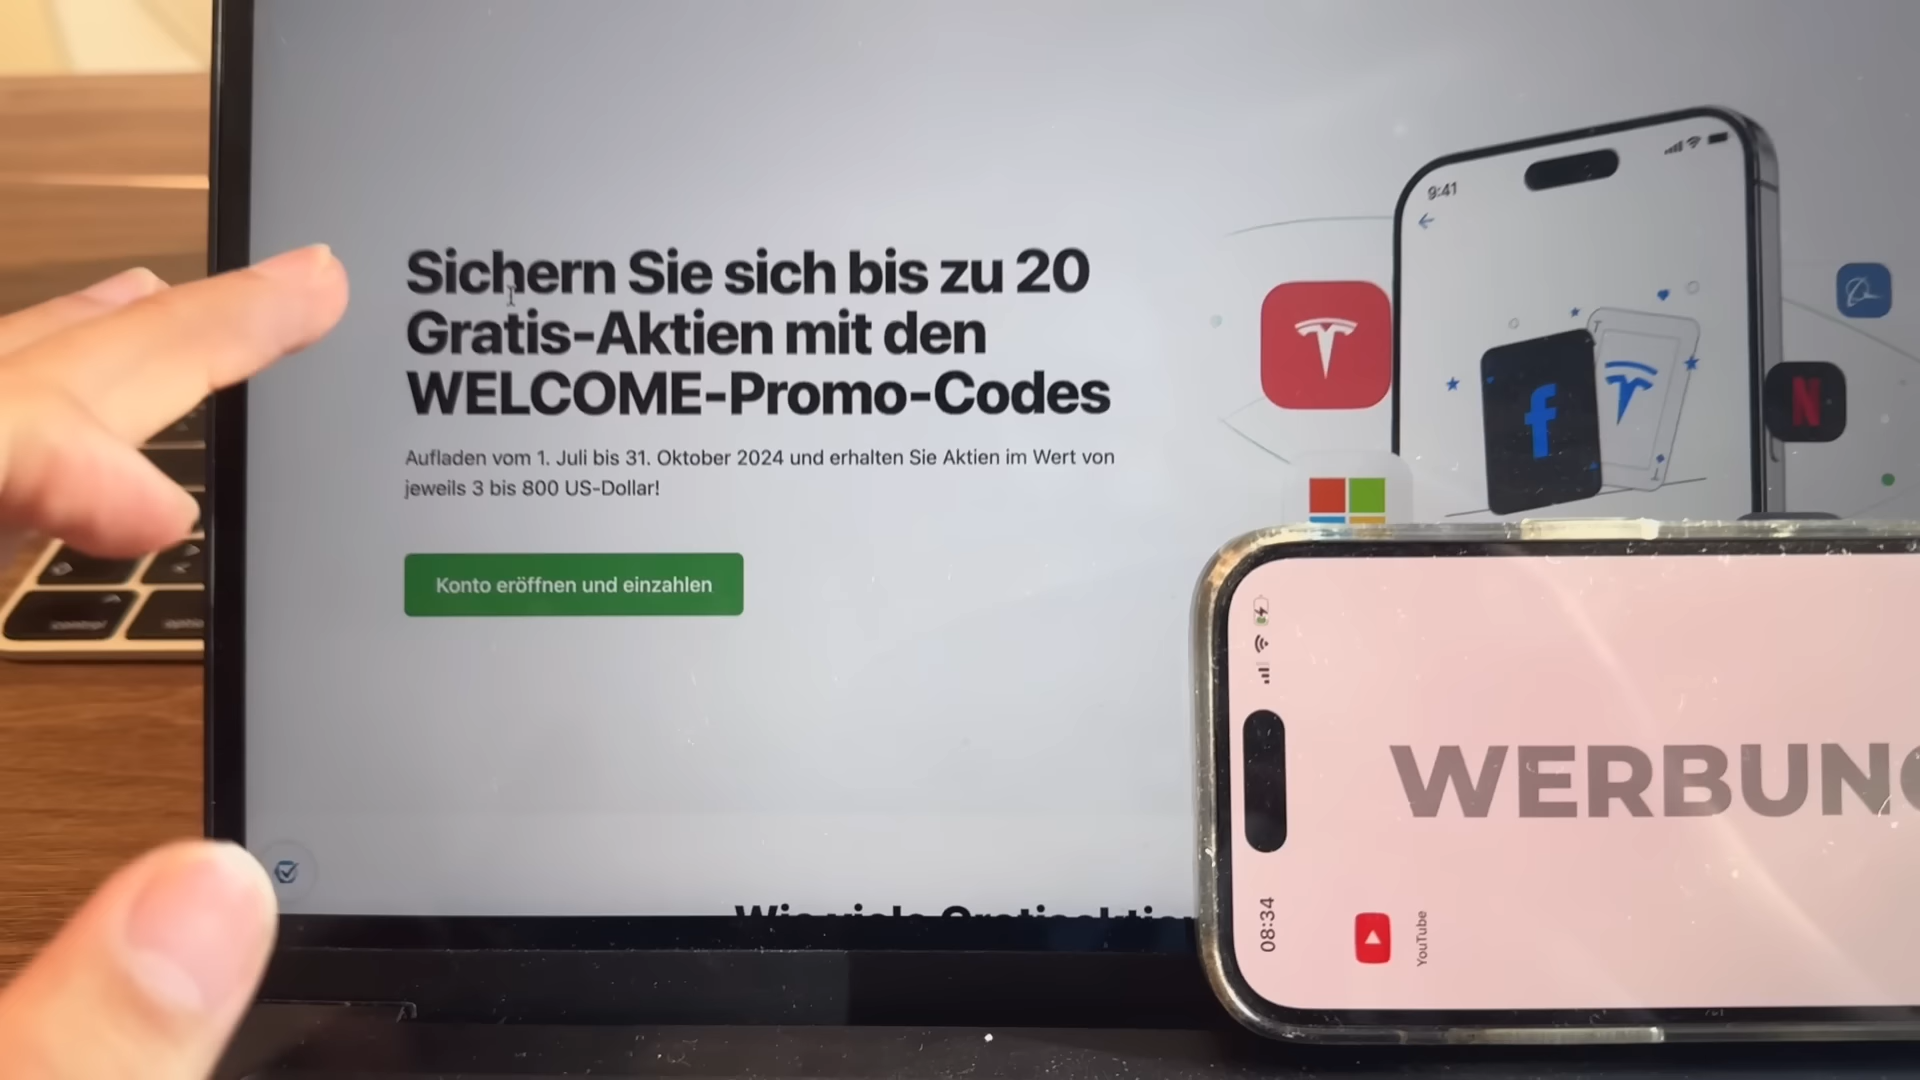 9:41
Sichern Sie sich bis zu 20
Gratis-Aktien mit den
WELCOME-Promo-Codes
Aufladen vom 1. Juli bis 31. Oktober 2024 und erhalten Sie Aktien im Wert von
jeweils 3 bis 800 US-Dollar!
Konto eröffnen und einzahlen
WERBUN
08:34
YouTube
control